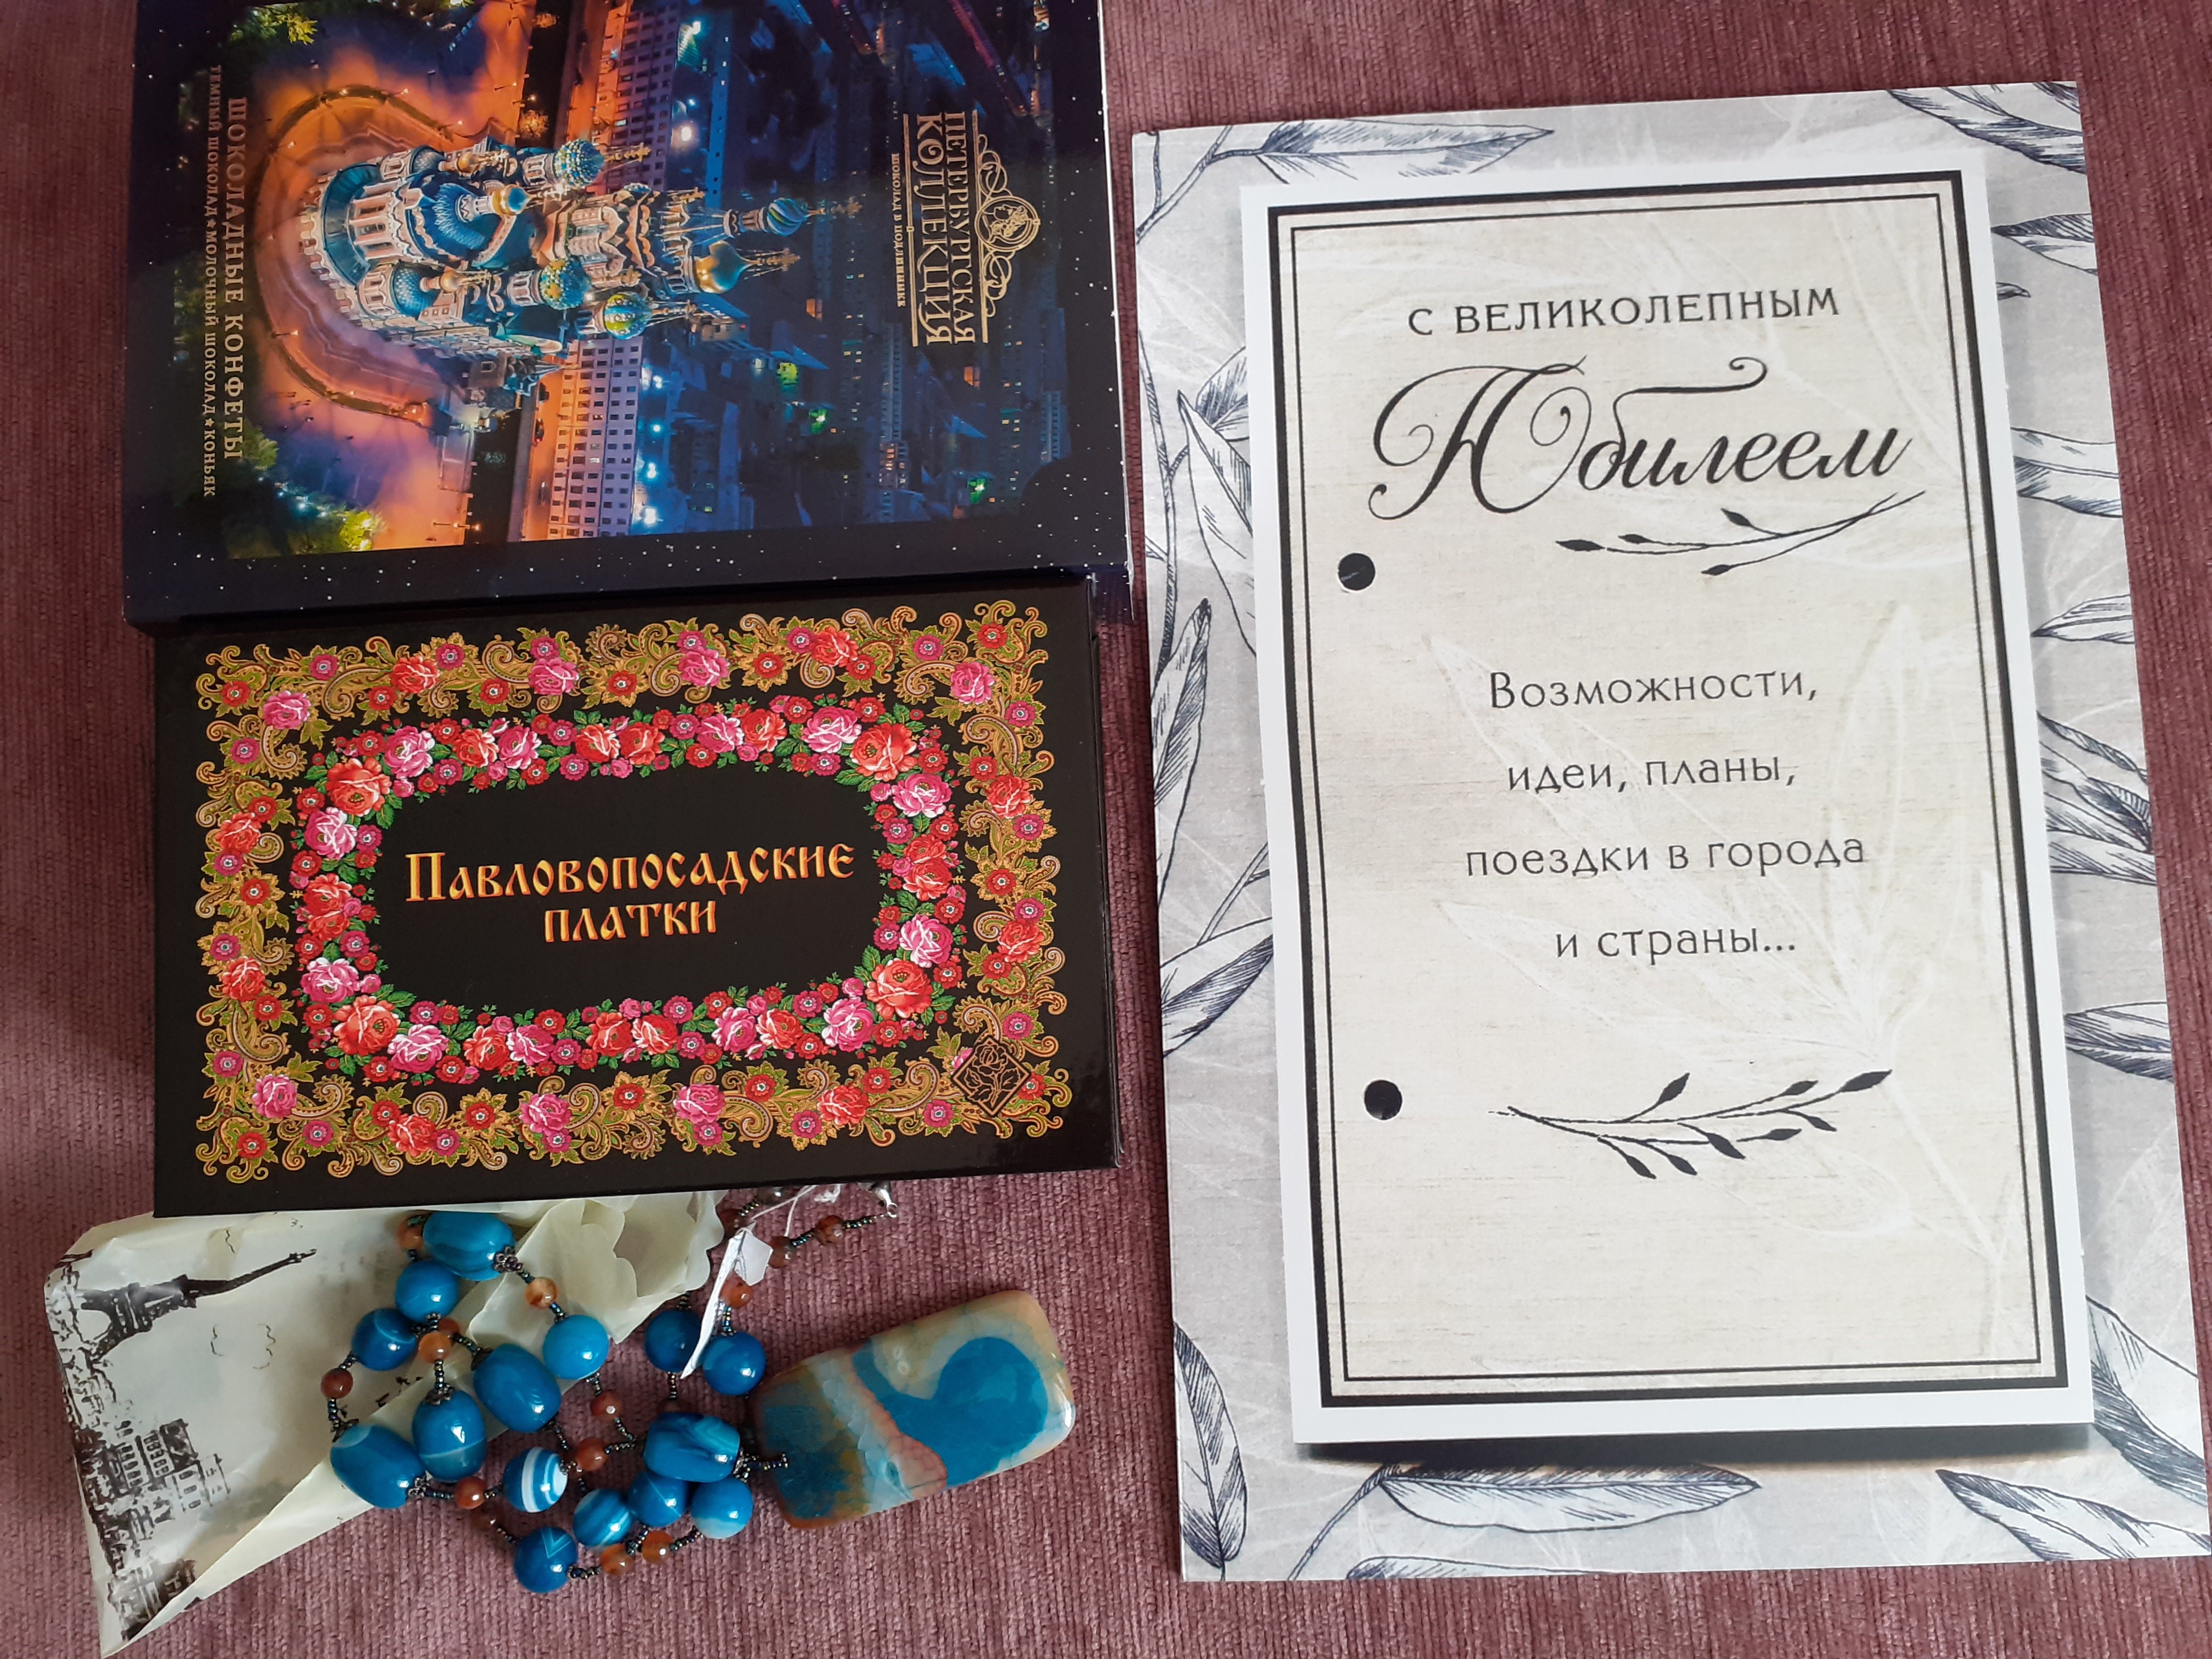 ПЕТЕРБУРГСКАЯ
КОЛЛЕКЦИЯ
ШОКОЛАД В ПОДЛИННИКЕ
ШОКОЛАДНЫЕ КОНФЕТЫ
ТЕМНЫЙ ШОКОЛАД★МОЛОЧНЫЙ ШОКОЛАД★КОНЬЯК
ПАВЛОВОПОСАДСКИЕ
ПЛАТКИ
С ВЕЛИКОЛЕПНЫМ
Юбилеем
Возможности,
идеи, планы,
поездки в города
и страны...